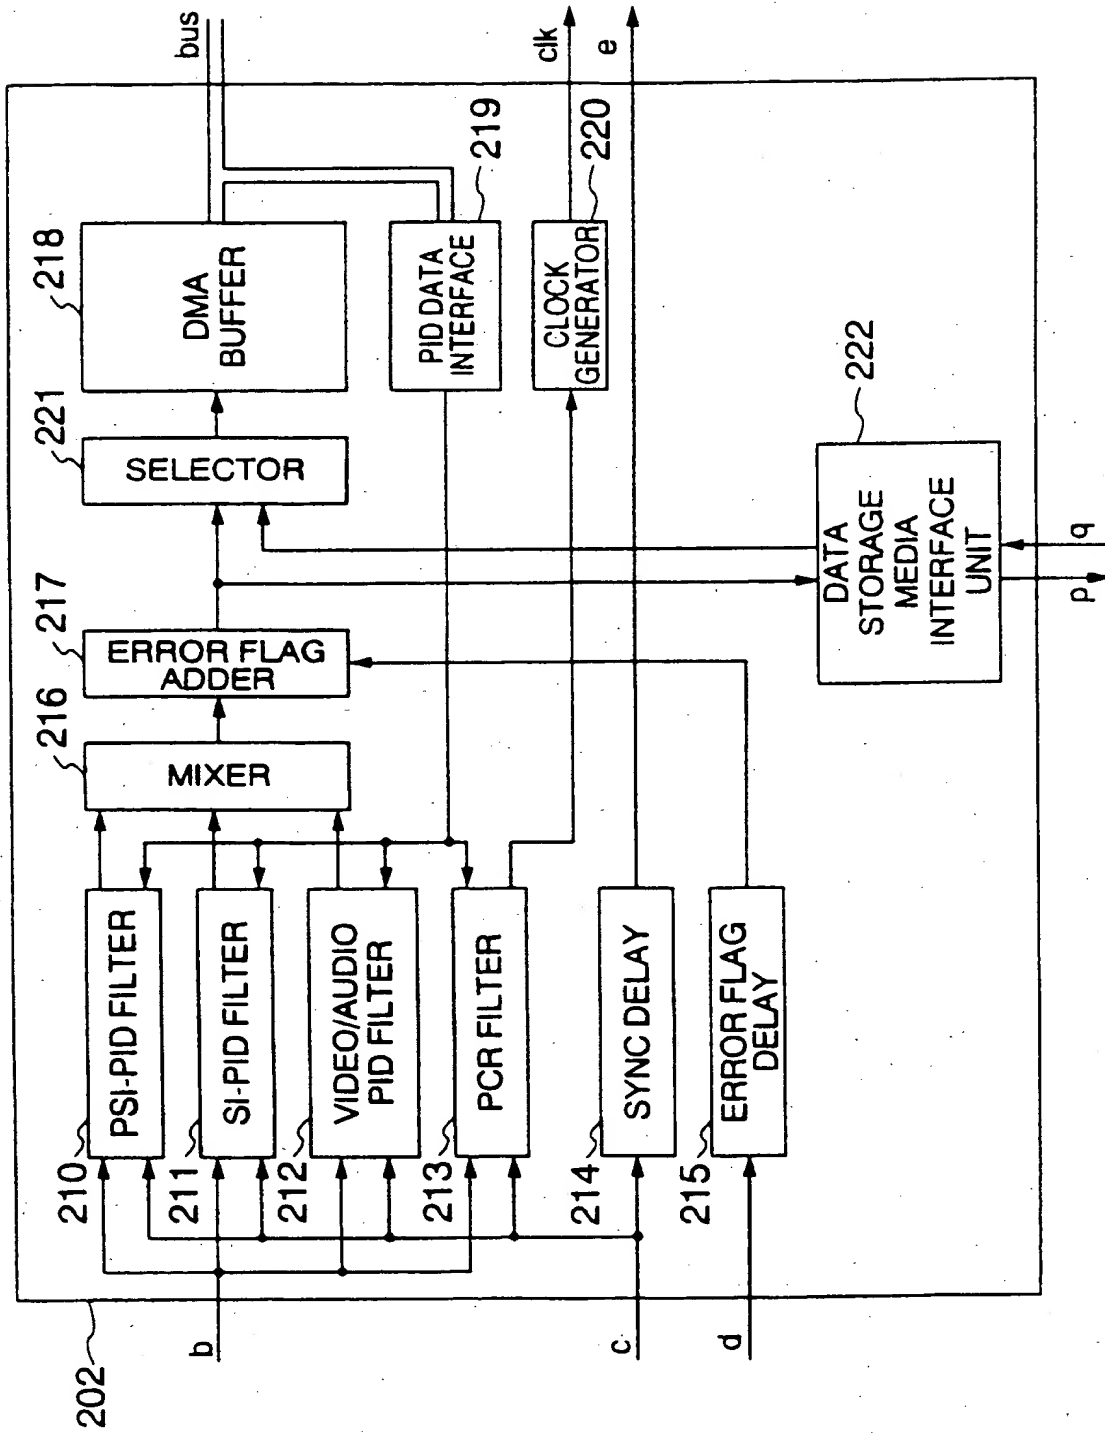 202
b
c
d
210
PSI-PID FILTER
211
SI-PID FILTER
212
VIDEO/AUDIO
PID FILTER
213
PCR FILTER
214
SYNC DELAY
215
ERROR FLAG
DELAY
216
MIXER
217
ERROR FLAG
ADDER
221
SELECTOR
218
DMA
BUFFER
219
PID DATA
INTERFACE
220
CLOCK
GENERATOR
222
DATA
STORAGE
MEDIA
INTERFACE
UNIT
bus
clk
e
p
q